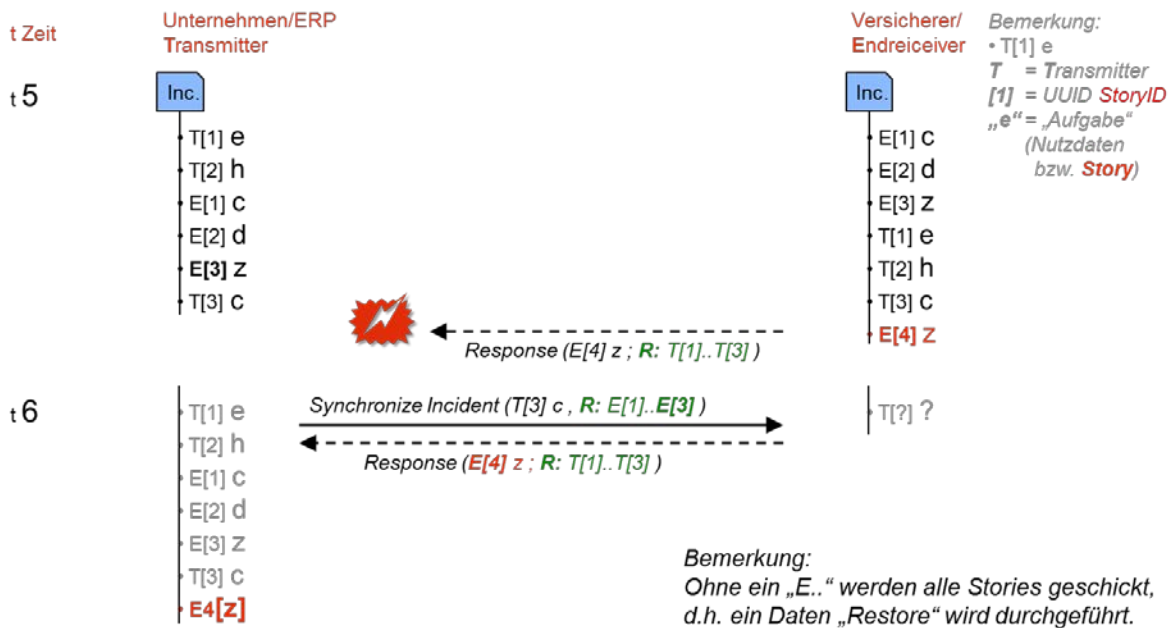 t Zeit
Unternehmen/ERP
Transmitter
Versicherer/
Endreiceiver
Bemerkung:
• T[1] e
T = Transmitter
[1] = UUID StoryID
„e“ = „Aufgabe“
(Nutzdaten
bzw. Story)
t 5
Inc.
T[1] e
T[2] h
E[1] c
E[2] d
E[3] z
T[3] c
Inc.
E[1] c
E[2] d
E[3] z
T[1] e
T[2] h
T[3] c
E[4] z
Response (E[4] z ; R: T[1]..T[3] )
t 6
T[1] e
T[2] h
E[1] c
E[2] d
E[3] z
T[3] c
E4[z]
Synchronize Incident (T[3] c , R: E[1]..E[3] )
Response (E[4] z ; R: T[1]..T[3] )
T[?] ?
Bemerkung:
Ohne ein „E..“ werden alle Stories geschickt,
d.h. ein Daten „Restore“ wird durchgeführt.